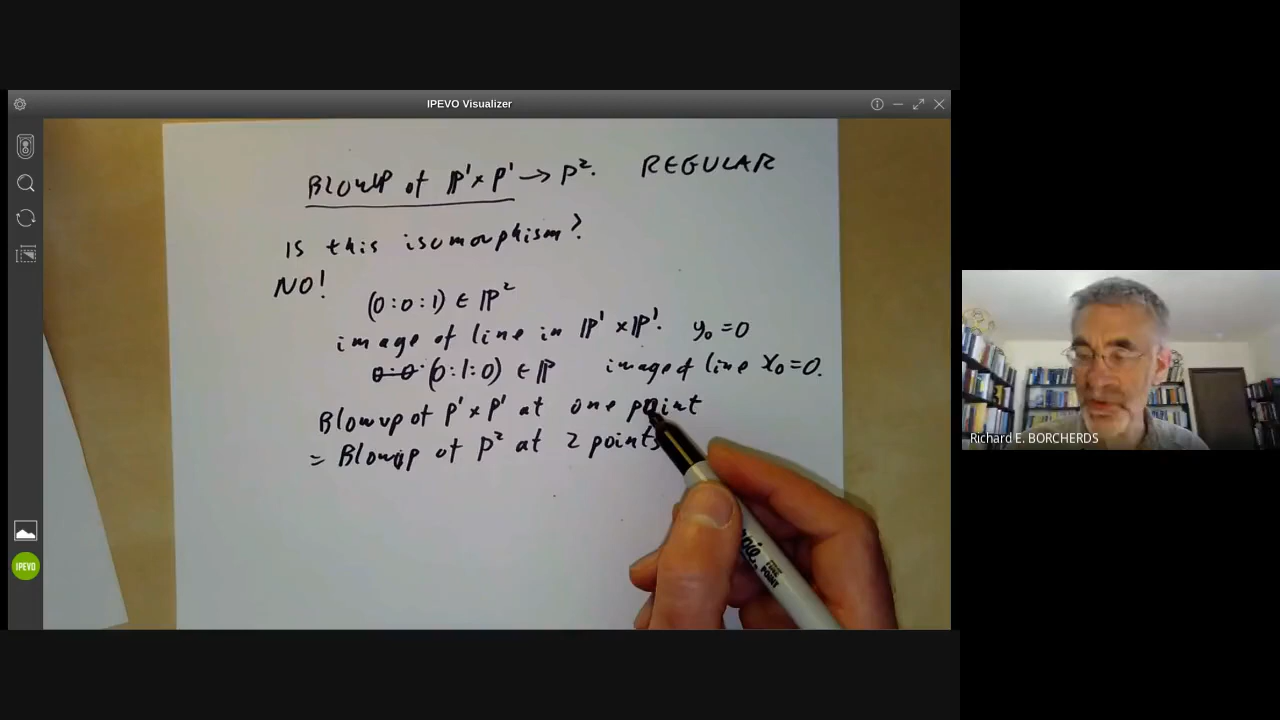 IPEVO Visualizer
BLOWUP of P¹×P¹ → P². REGULAR
Is this isomorphism?
NO!
(0:0:1) ∈ P²
image of line in P¹×P¹. y₀=0
(0:1:0) ∈ P image of line x₀=0.
Blowup of P¹×P¹ at one point
= Blowup of P² at 2 points
IPEVO
Richard E. BORCHERDS